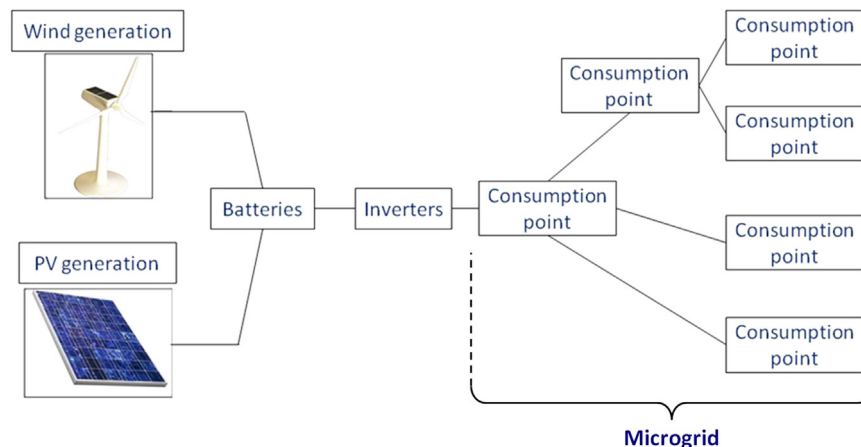 Wind generation
PV generation
Batteries
Inverters
Consumption
point
Consumption
point
Consumption
point
Consumption
point
Consumption
point
Consumption
point
Microgrid